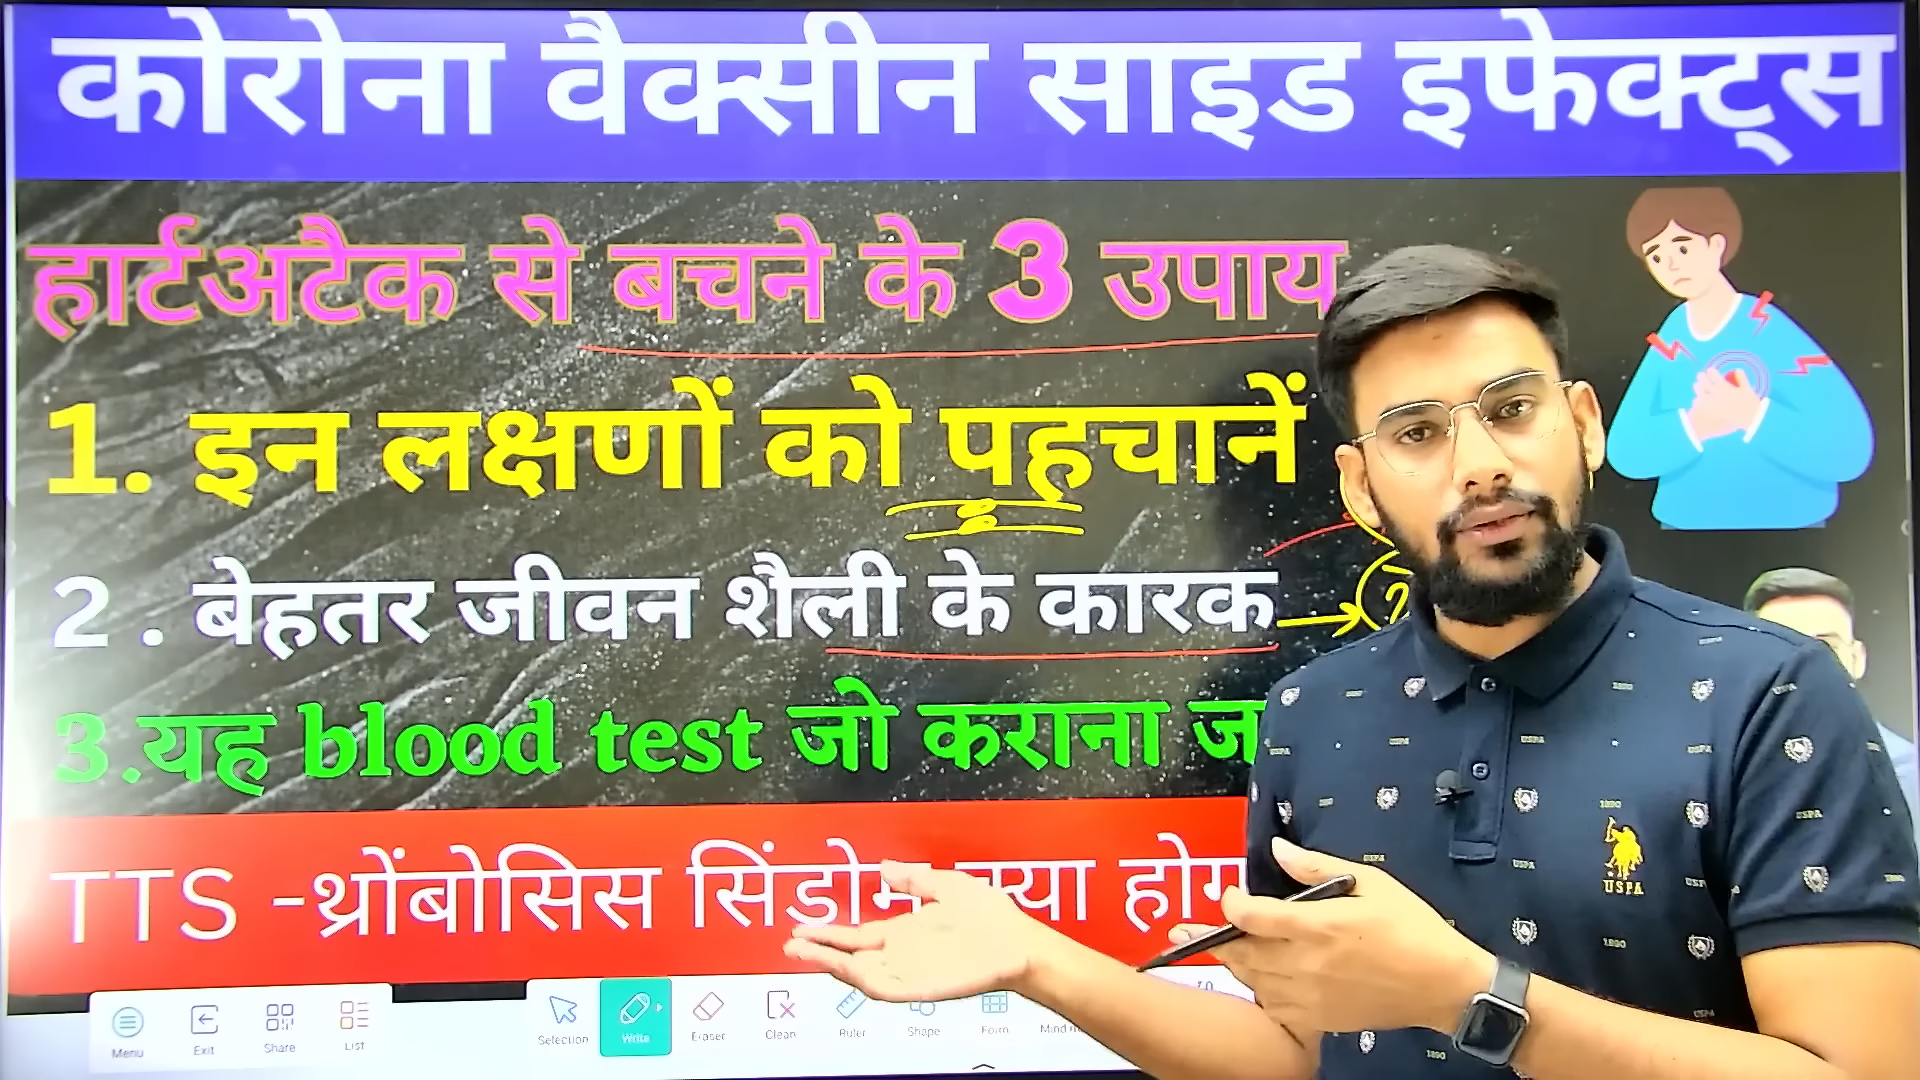 कोरोना वैक्सीन साइड इफेक्ट्स
हार्टअटैक से बचने के 3 उपाय
1. इन लक्षणों को पहचानें
2 . बेहतर जीवन शैली के कारक
3.यह blood test जो कराना
TTS -थ्रोंबोसिस सिंड्रोम क्या
Menu Exit Share List Selection Write Eraser Clean Ruler Shape Form Mind
USPA